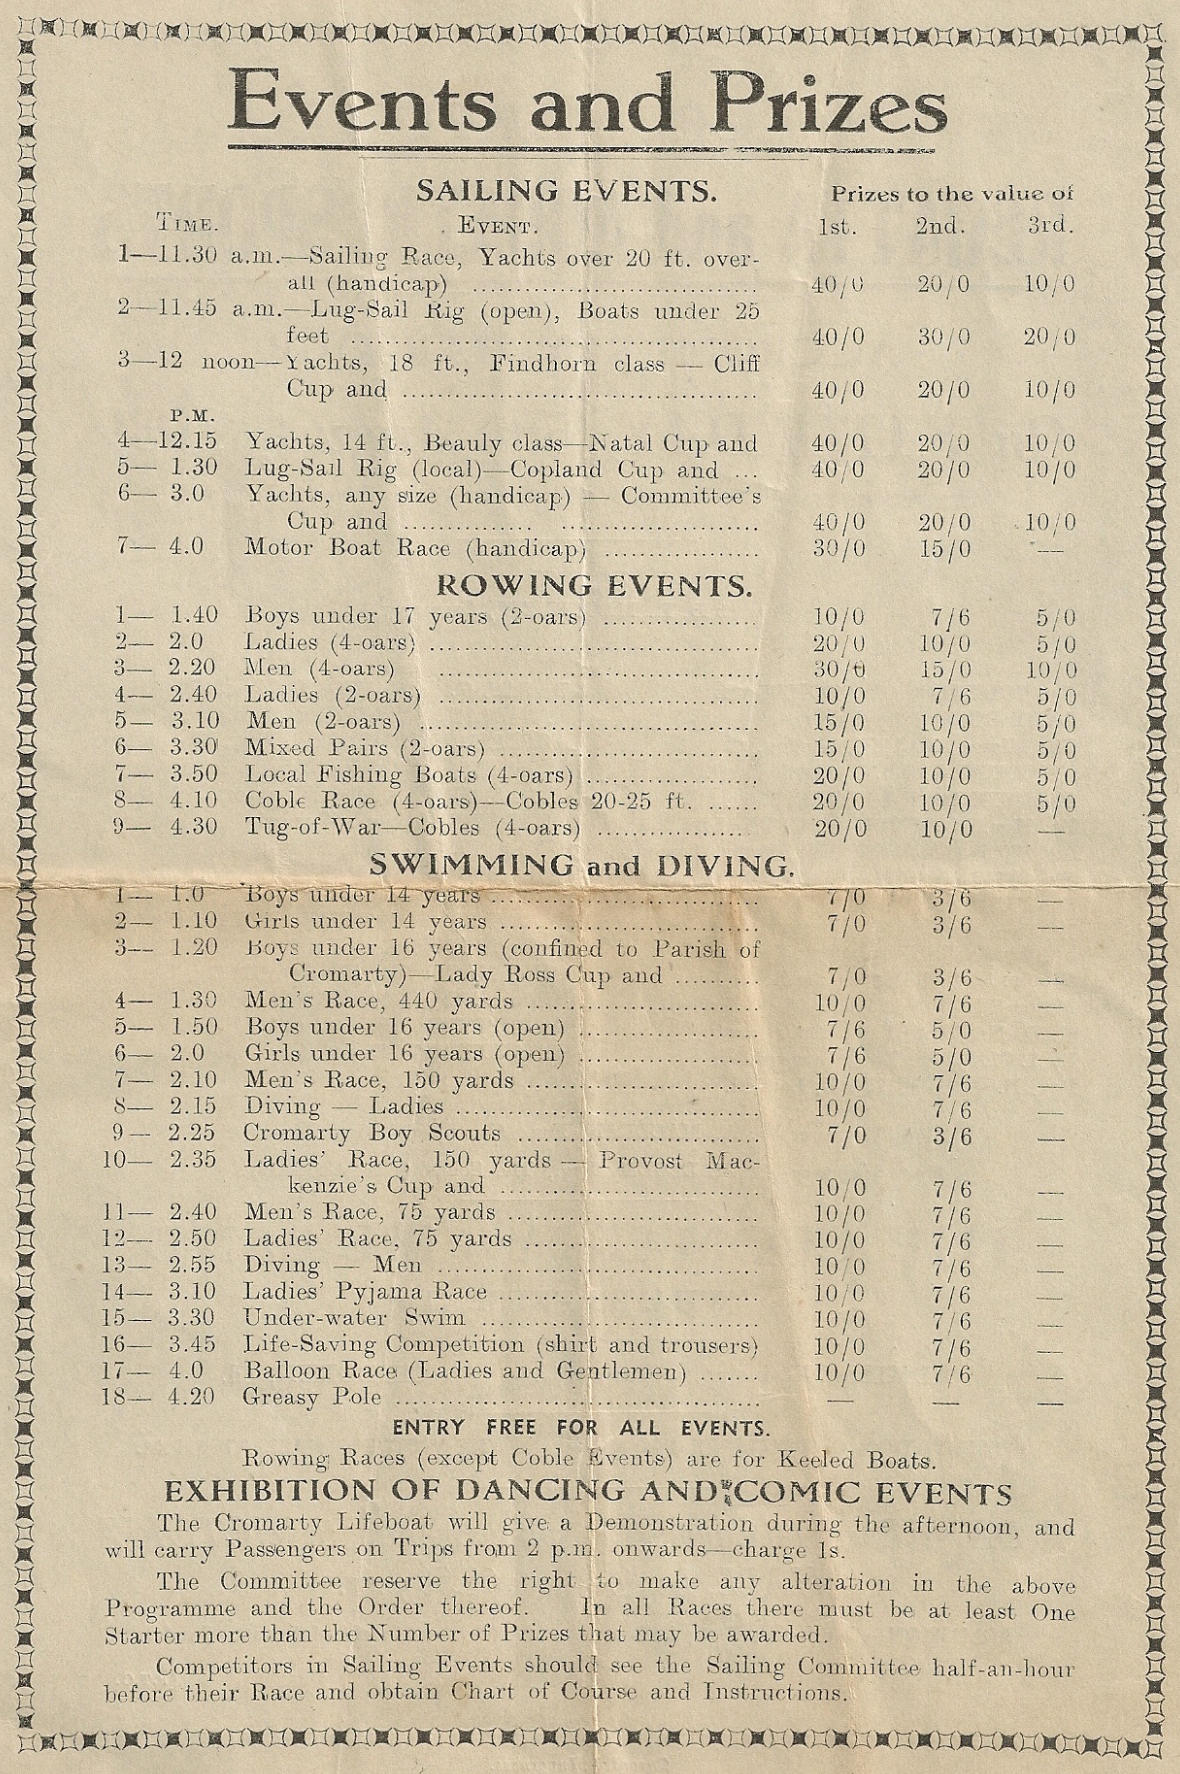 Events and Prizes
SAILING EVENTS. Prizes to the value of
TIME. EVENT. 1st. 2nd. 3rd.
1—11.30 a.m.—Sailing Race, Yachts over 20 ft. over-
all (handicap) .................................. 40/0 20/0 10/0
2—11.45 a.m.—Lug-Sail Rig (open), Boats under 25
feet .................................. 40/0 30/0 20/0
3—12 noon—Yachts, 18 ft., Findhorn class — Cliff
Cup and .................................. 40/0 20/0 10/0
P.M.
4—12.15 Yachts, 14 ft., Beauly class—Natal Cup and 40/0 20/0 10/0
5— 1.30 Lug-Sail Rig (local)—Copland Cup and ... 40/0 20/0 10/0
6— 3.0 Yachts, any size (handicap) — Committee's
Cup and .................................. 40/0 20/0 10/0
7— 4.0 Motor Boat Race (handicap) .................. 30/0 15/0 —
ROWING EVENTS.
1— 1.40 Boys under 17 years (2-oars) .................. 10/0 7/6 5/0
2— 2.0 Ladies (4-oars) .................................. 20/0 10/0 5/0
3— 2.20 Men (4-oars) .................................. 30/0 15/0 10/0
4— 2.40 Ladies (2-oars) .................................. 10/0 7/6 5/0
5— 3.10 Men (2-oars) .................................. 15/0 10/0 5/0
6— 3.30 Mixed Pairs (2-oars) ............................ 15/0 10/0 5/0
7— 3.50 Local Fishing Boats (4-oars) .................. 20/0 10/0 5/0
8— 4.10 Coble Race (4-oars)—Cobles 20-25 ft. ...... 20/0 10/0 5/0
9— 4.30 Tug-of-War—Cobles (4-oars) .................. 20/0 10/0 —
SWIMMING and DIVING.
1— 1.0 Boys under 14 years ............................ 7/0 3/6 —
2— 1.10 Girls under 14 years ............................ 7/0 3/6 —
3— 1.20 Boys under 16 years (confined to Parish of
Cromarty)—Lady Ross Cup and .......... 7/0 3/6 —
4— 1.30 Men's Race, 440 yards ......................... 10/0 7/6 —
5— 1.50 Boys under 16 years (open) .................. 7/6 5/0 —
6— 2.0 Girls under 16 years (open) .................. 7/6 5/0 —
7— 2.10 Men's Race, 150 yards ......................... 10/0 7/6 —
8— 2.15 Diving — Ladies .................................. 10/0 7/6 —
9— 2.25 Cromarty Boy Scouts ............................ 7/0 3/6 —
10— 2.35 Ladies' Race, 150 yards — Provost Mac-
kenzie's Cup and ............................ 10/0 7/6 —
11— 2.40 Men's Race, 75 yards ............................ 10/0 7/6 —
12— 2.50 Ladies' Race, 75 yards ......................... 10/0 7/6 —
13— 2.55 Diving — Men .................................. 10/0 7/6 —
14— 3.10 Ladies' Pyjama Race ............................ 10/0 7/6 —
15— 3.30 Under-water Swim ............................ 10/0 7/6 —
16— 3.45 Life-Saving Competition (shirt and trousers) 10/0 7/6 —
17— 4.0 Balloon Race (Ladies and Gentlemen) ....... 10/0 7/6 —
18— 4.20 Greasy Pole .................................. — — —
ENTRY FREE FOR ALL EVENTS.
Rowing Races (except Coble Events) are for Keeled Boats.
EXHIBITION OF DANCING AND COMIC EVENTS
The Cromarty Lifeboat will give a Demonstration during the afternoon, and
will carry Passengers on Trips from 2 p.m. onwards—charge 1s.
The Committee reserve the right to make any alteration in the above
Programme and the Order thereof. In all Races there must be at least One
Starter more than the Number of Prizes that may be awarded.
Competitors in Sailing Events should see the Sailing Committee half-an-hour
before their Race and obtain Chart of Course and Instructions.